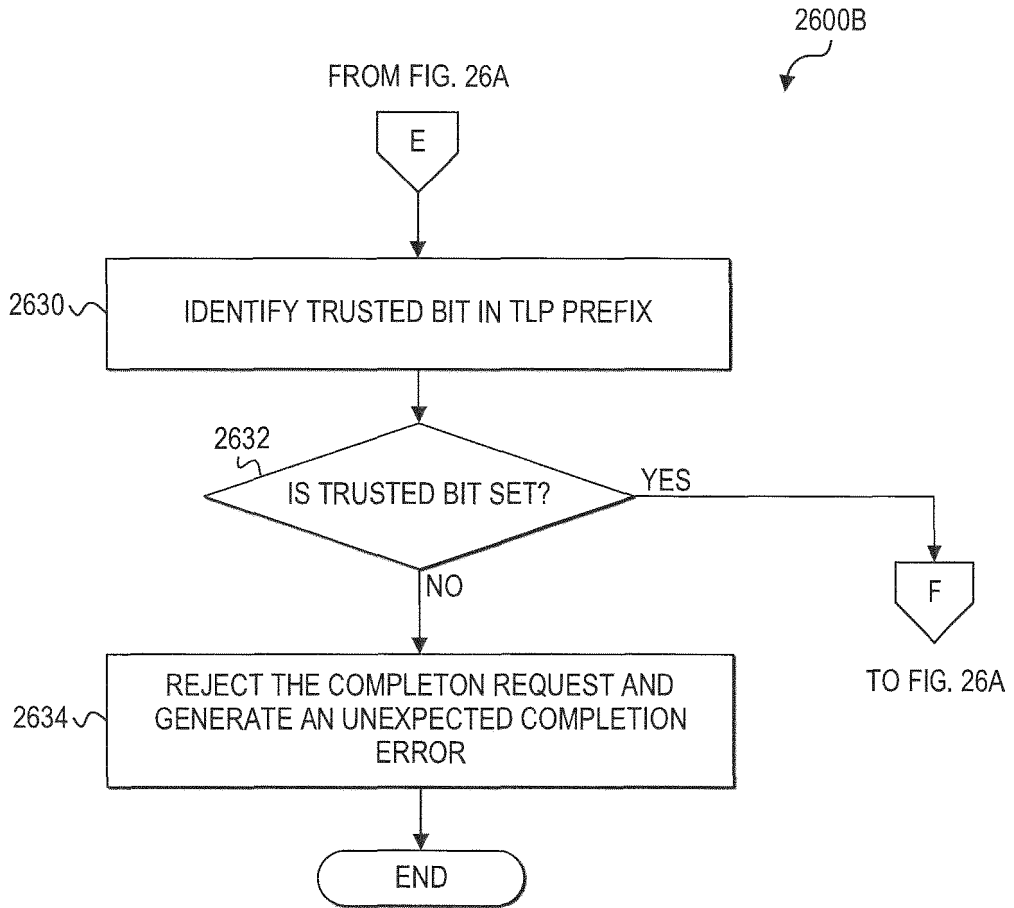 2600B
FROM FIG. 26A
E
2630
IDENTIFY TRUSTED BIT IN TLP PREFIX
2632
IS TRUSTED BIT SET?
YES
NO
F
TO FIG. 26A
2634
REJECT THE COMPLETON REQUEST AND
GENERATE AN UNEXPECTED COMPLETION
ERROR
END